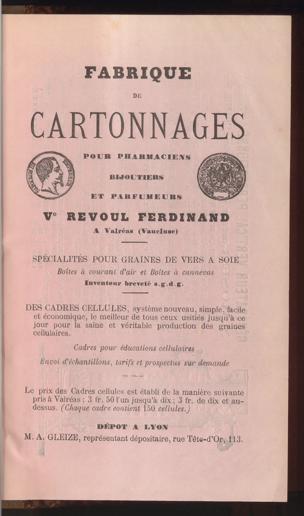 FABRIQUE
DE
CARTONNAGES
POUR PHARMACIENS
BIJOUTIERS
ET PARFUMEURS
Vº REVOUL FERDINAND
A Valréas (Vaucluse)
SPÉCIALITÉS POUR GRAINES DE VERS A SOIE
Boîtes à courant d'air et Boîtes à cannevas
Inventeur breveté s.g.d.g.
DES CADRES CELLULES, système nouveau, simple, facile
et économique, le meilleur de tous ceux usités jusqu'à ce
jour pour la saine et véritable production des graines
cellulaires.
Cadres pour éducations cellulaires
Envoi d'échantillons, tarifs et prospectus sur demande
Le prix des Cadres cellules est établi de la manière suivante
pris à Valréas : 3 fr. 50 l'un jusqu'à dix ; 3 fr. de dix et au-
dessus. (Chaque cadre contient 150 cellules.)
DÉPOT A LYON
M. A. GLEIZE, représentant dépositaire, rue Tête-d'Or, 113.